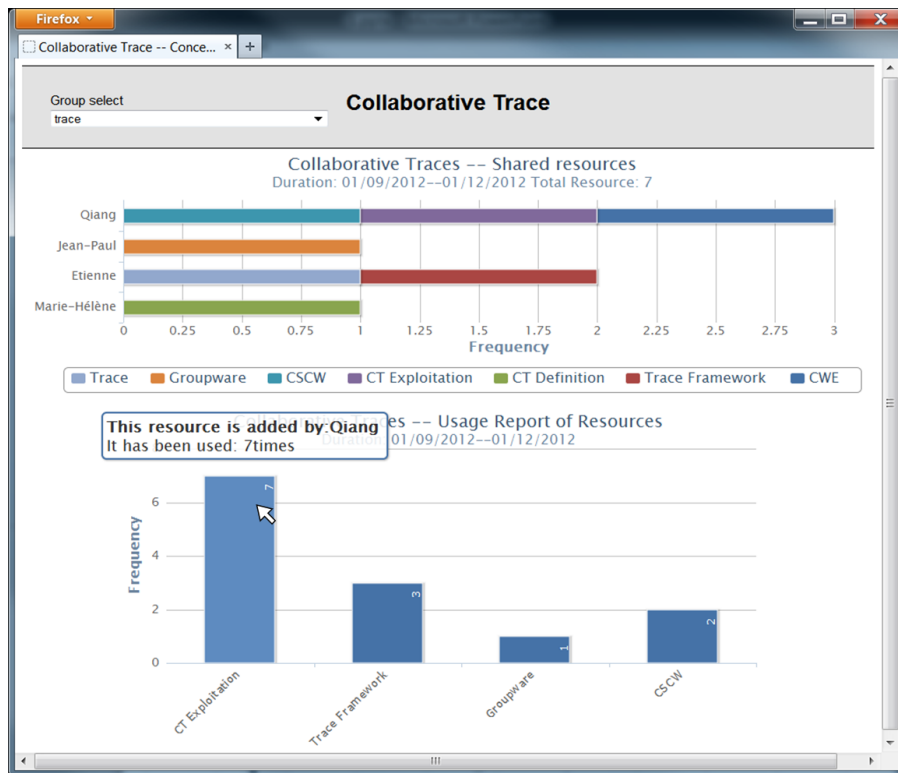 Firefox
Collaborative Trace -- Conce... × +
Group select
trace
Collaborative Trace
Collaborative Traces -- Shared resources
Duration: 01/09/2012--01/12/2012 Total Resource: 7
Qiang
Jean-Paul
Etienne
Marie-Hélène
0 0.25 0.5 0.75 1 1.25 1.5 1.75 2 2.25 2.5 2.75 3
Frequency
Trace Groupware CSCW CT Exploitation CT Definition Trace Framework CWE
Collaborative Traces -- Usage Report of Resources
Duration: 01/09/2012--01/12/2012
This resource is added by:Qiang
It has been used: 7times
Frequency
6
4
2
0
7
3
1
2
CT Exploitation
Trace Framework
Groupware
CSCW